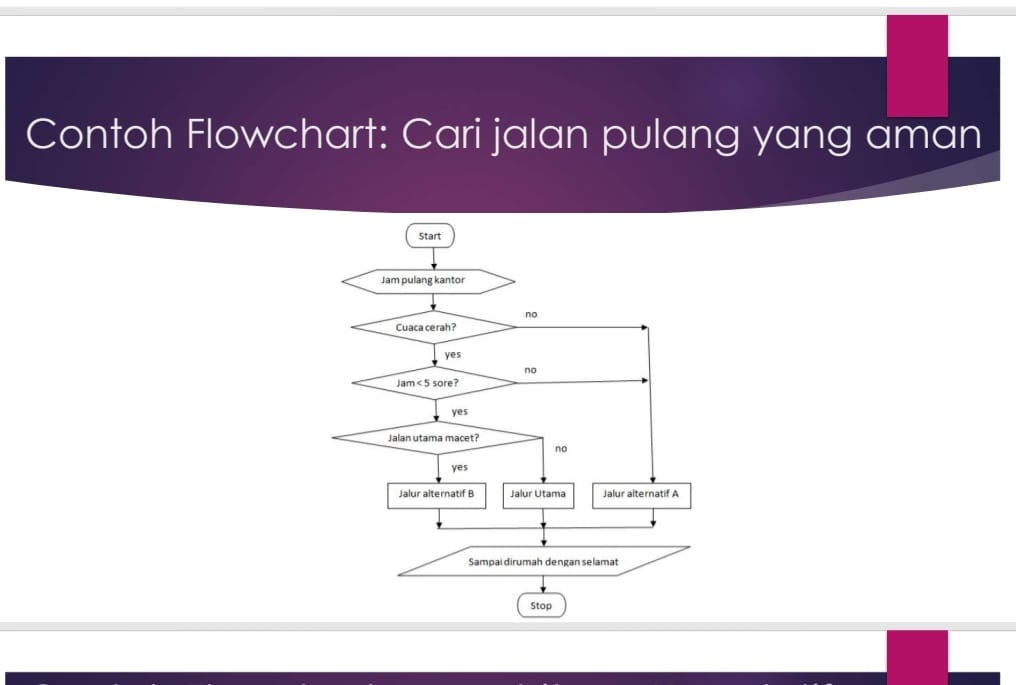 Contoh Flowchart: Cari jalan pulang yang aman
Start
Jam pulang kantor
Cuaca cerah?
no
yes
Jam < 5 sore?
no
yes
Jalan utama macet?
no
yes
Jalur alternatif B
Jalur Utama
Jalur alternatif A
Sampai dirumah dengan selamat
Stop